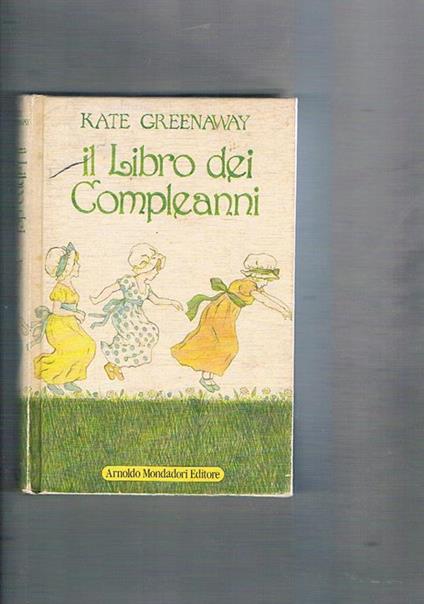 KATE GREENAWAY
il Libro dei
Compleanni
Arnoldo Mondadori Editore